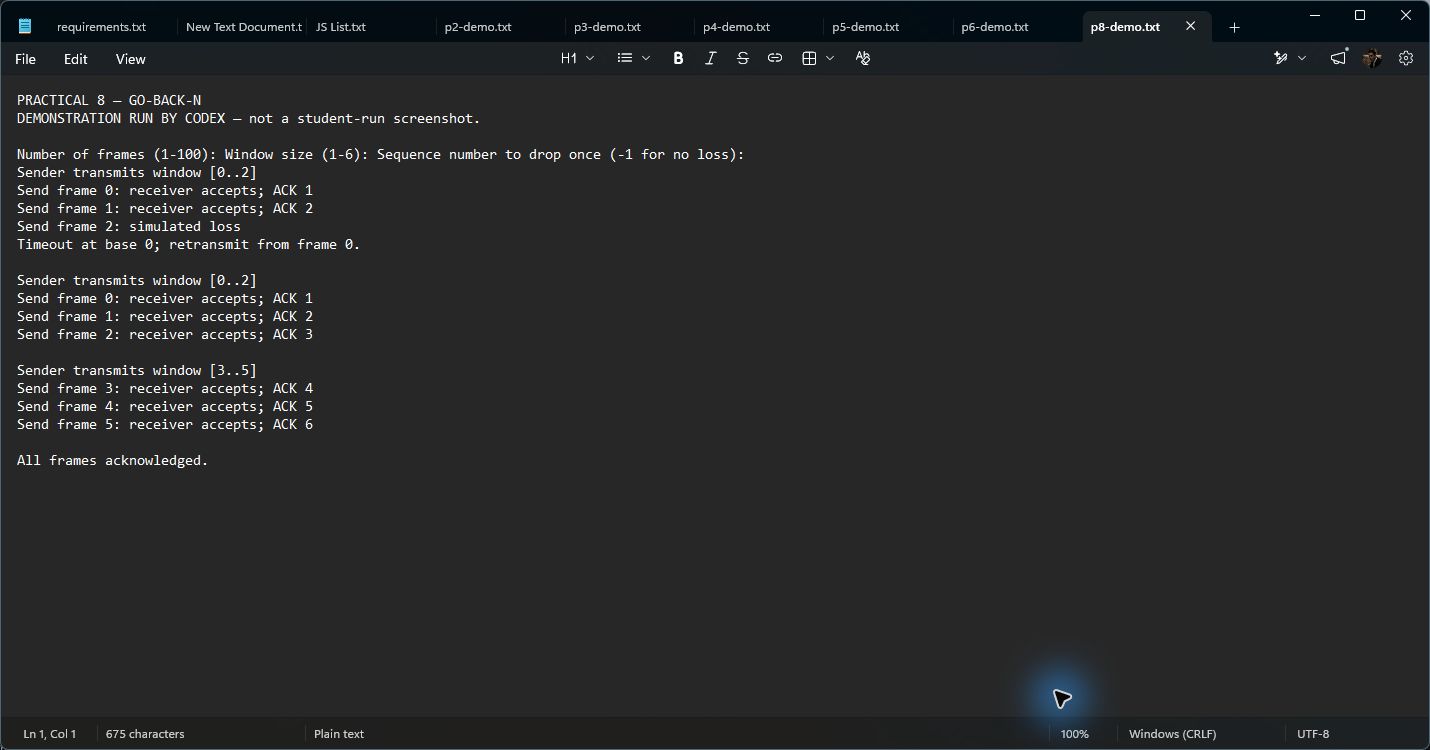 requirements.txt New Text Document.t JS List.txt p2-demo.txt p3-demo.txt p4-demo.txt p5-demo.txt p6-demo.txt p8-demo.txt
File Edit View H1 B I S
PRACTICAL 8 — GO-BACK-N
DEMONSTRATION RUN BY CODEX — not a student-run screenshot.
Number of frames (1-100): Window size (1-6): Sequence number to drop once (-1 for no loss):
Sender transmits window [0..2]
Send frame 0: receiver accepts; ACK 1
Send frame 1: receiver accepts; ACK 2
Send frame 2: simulated loss
Timeout at base 0; retransmit from frame 0.
Sender transmits window [0..2]
Send frame 0: receiver accepts; ACK 1
Send frame 1: receiver accepts; ACK 2
Send frame 2: receiver accepts; ACK 3
Sender transmits window [3..5]
Send frame 3: receiver accepts; ACK 4
Send frame 4: receiver accepts; ACK 5
Send frame 5: receiver accepts; ACK 6
All frames acknowledged.
Ln 1, Col 1 675 characters Plain text 100% Windows (CRLF) UTF-8